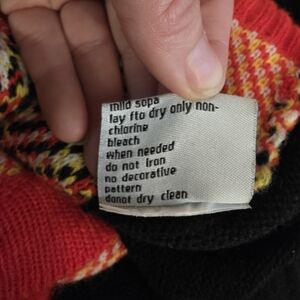 mild sopa
lay fto dry only non-
chlorine
bleach
when needed
do not iron
no decorative
pattern
donot dry clean